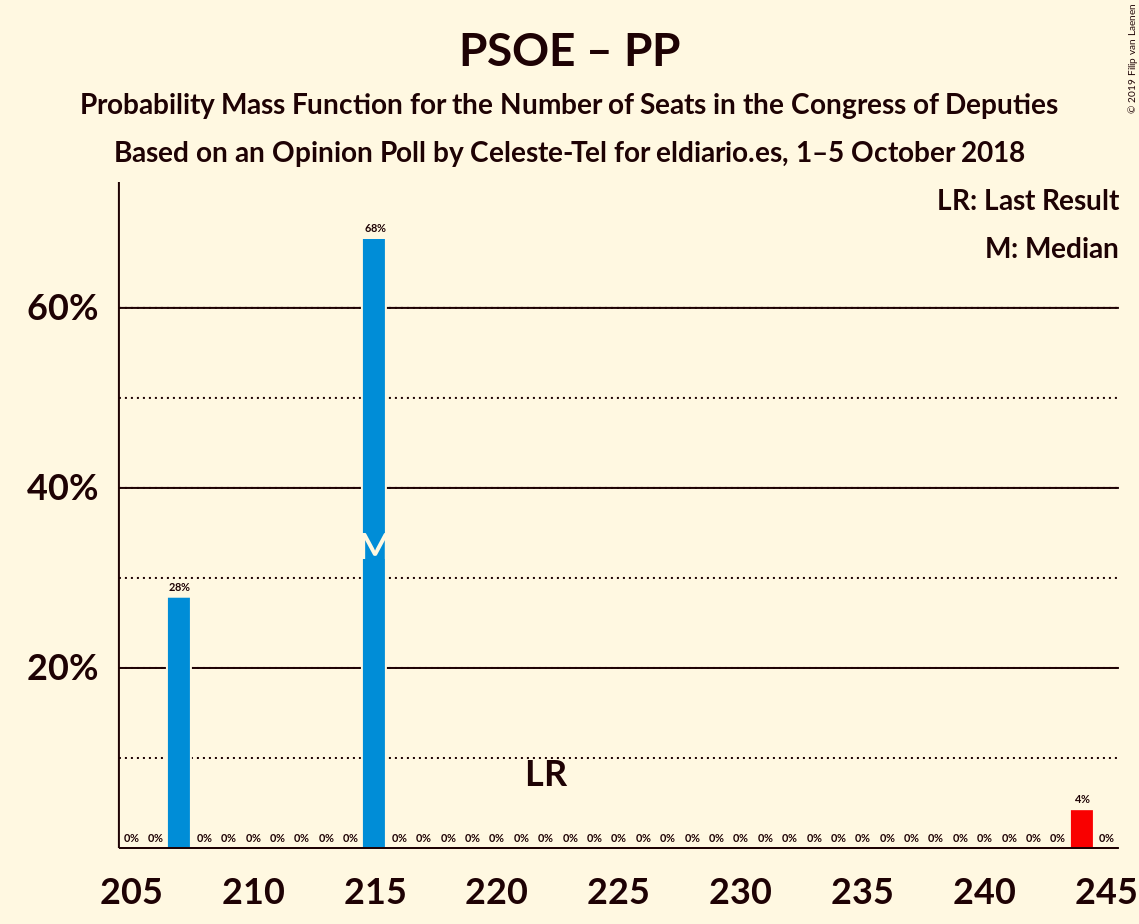 © 2019 Filip van Laenen
PSOE – PP
Probability Mass Function for the Number of Seats in the Congress of Deputies
Based on an Opinion Poll by Celeste-Tel for eldiario.es, 1–5 October 2018
LR: Last Result
M: Median
68%
60%
40%
M
28%
20%
LR
4%
0% 0% 0% 0% 0% 0% 0% 0% 0% 0% 0% 0% 0% 0% 0% 0% 0% 0% 0% 0% 0% 0% 0% 0% 0% 0% 0% 0% 0% 0% 0% 0% 0% 0% 0% 0% 0% 0%
205 210 215 220 225 230 235 240 245